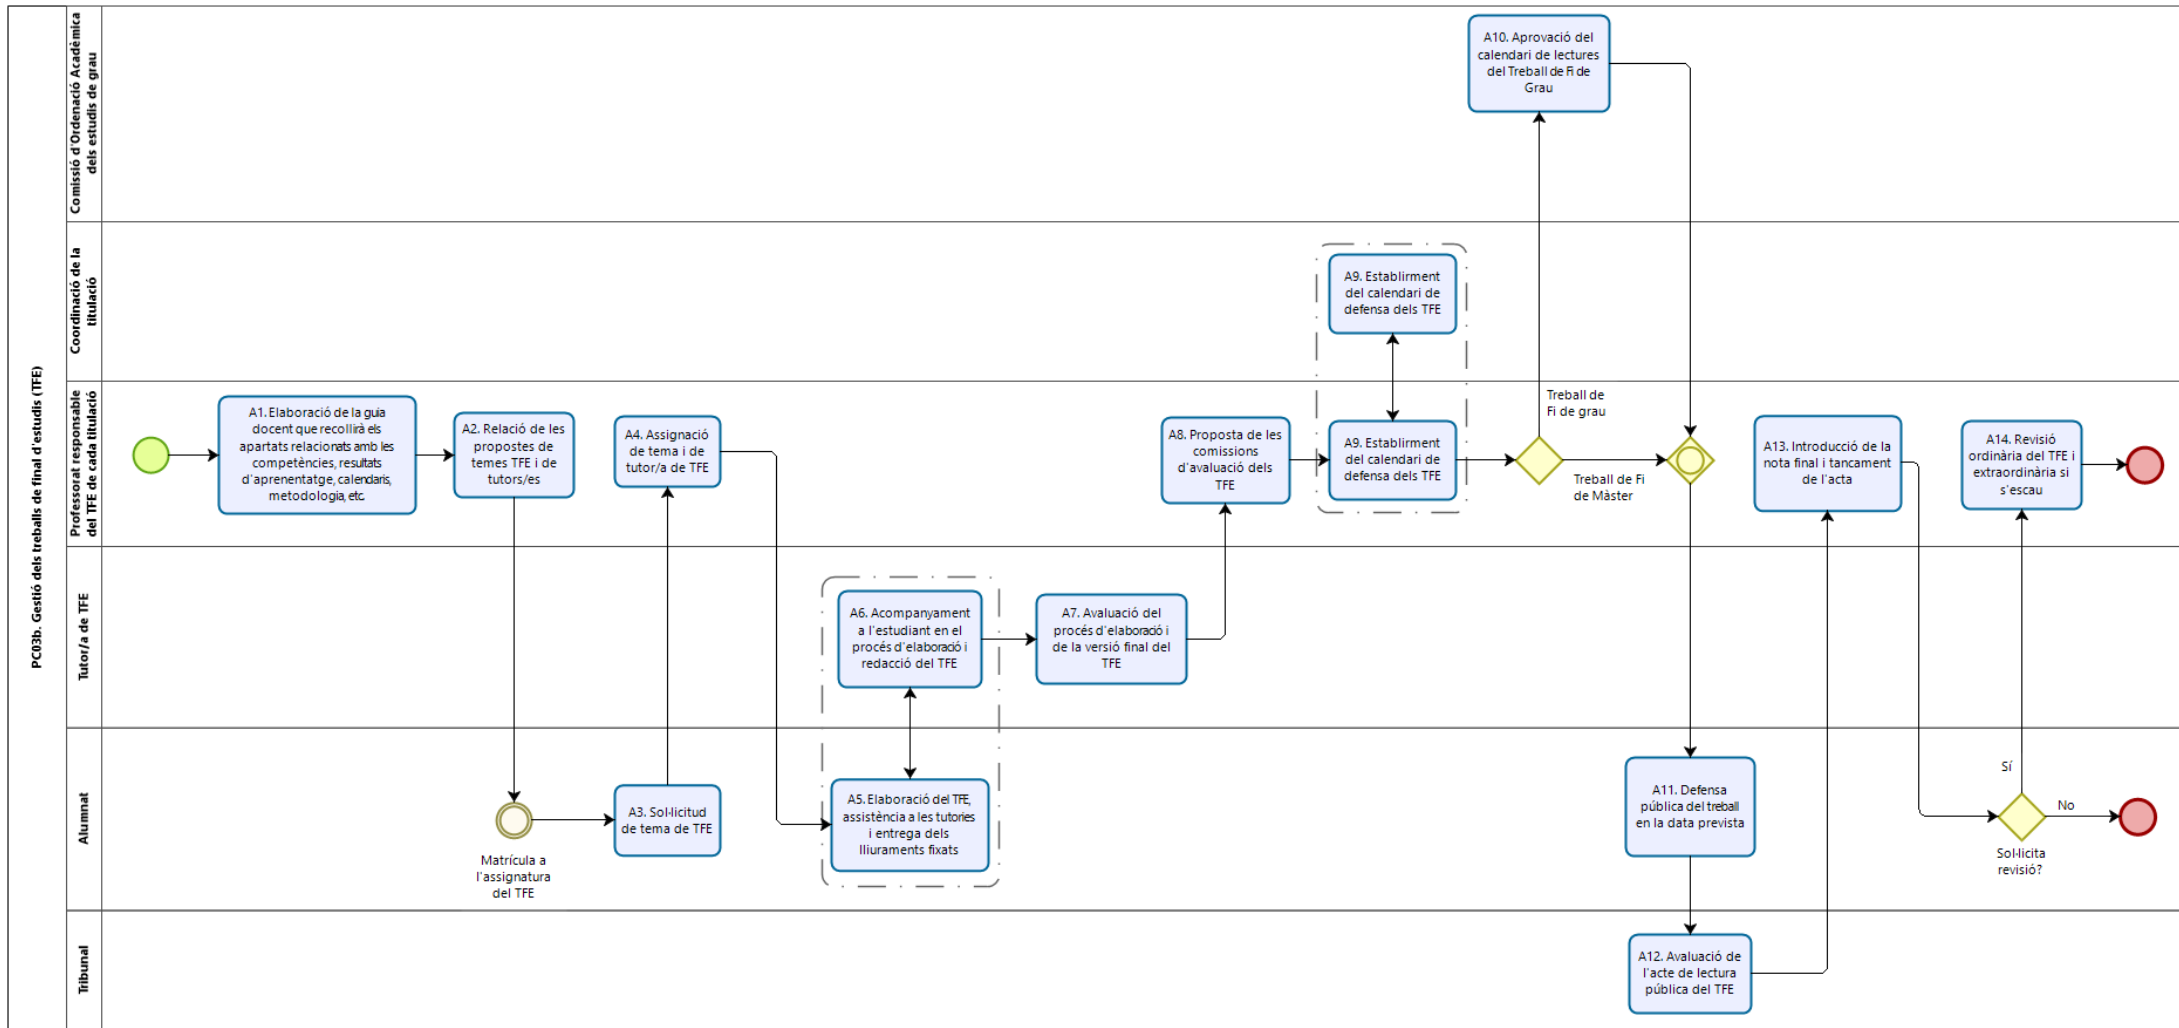 PC03b. Gestió dels treballs de final d'estudis (TFE)
Comissió d'Ordenació Acadèmica
dels estudis de grau
A10. Aprovació del
calendari de lectures
del Treball de Fi de
Grau
Coordinació de la
titulació
A9. Establirment
del calendari de
defensa dels TFE
Professorat responsable
del TFE de cada titulació
A1. Elaboració de la guia
docent que recollirà els
apartats relacionats amb les
competències, resultats
d'aprenentatge, calendaris,
metodologia, etc.
A2. Relació de les
propostes de
temes TFE i de
tutors/es
A4. Assignació
de tema i de
tutor/a de TFE
A8. Proposta de les
comissions
d'avaluació dels
TFE
A9. Establirment
del calendari de
defensa dels TFE
Treball de
Fi de grau
Treball de Fi
de Màster
A13. Introducció de la
nota final i tancament
de l'acta
A14. Revisió
ordinària del TFE i
extraordinària si
s'escau
Tutor/a de TFE
A6. Acompanyament
a l'estudiant en el
procés d'elaboració i
redacció del TFE
A7. Avaluació del
procés d'elaboració i
de la versió final del
TFE
Alumnat
Matrícula a
l'assignatura
del TFE
A3. Sol·licitud
de tema de TFE
A5. Elaboració del TFE,
assistència a les tutories
i entrega dels
lliuraments fixats
A11. Defensa
pública del treball
en la data prevista
Sí
No
Sol·licita
revisió?
Tribunal
A12. Avaluació de
l'acte de lectura
pública del TFE